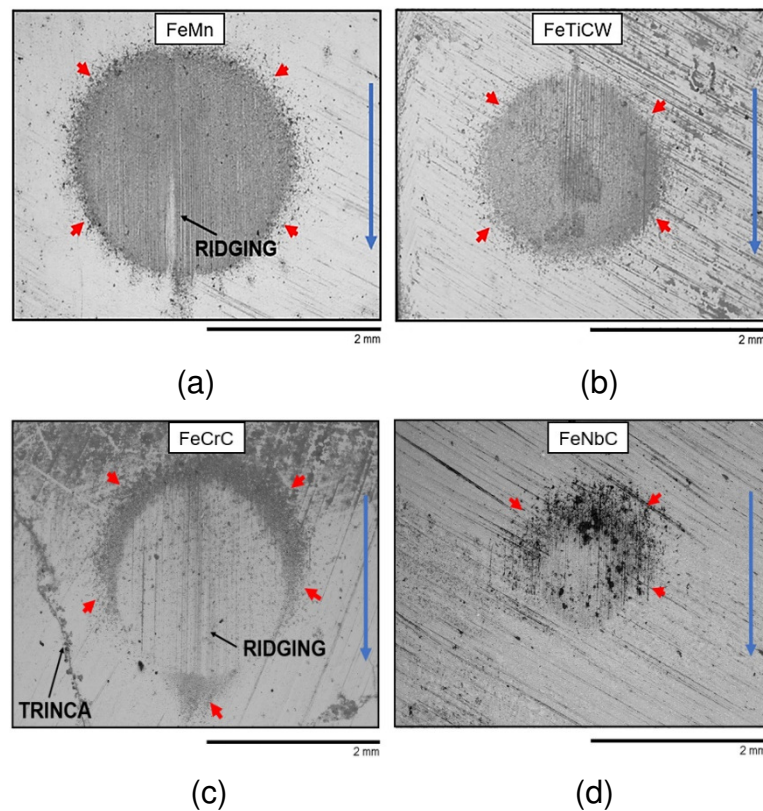 FeMn
FeTiCW
RIDGING
2 mm
2 mm
(a)
(b)
FeCrC
FeNbC
RIDGING
TRINCA
2 mm
2 mm
(c)
(d)